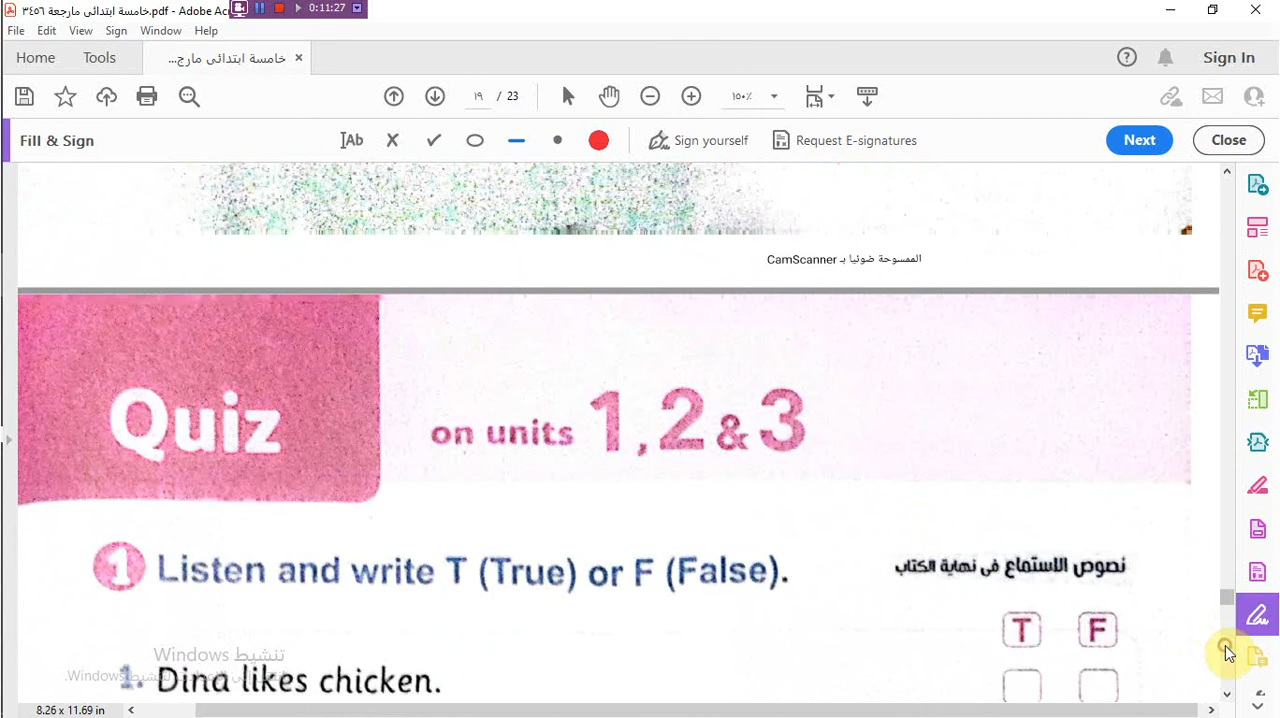 خامسة ابتدائى مارجعة ٣٤٥٦.pdf - Adobe Ac
0:11:27
File Edit View Sign Window Help
Home Tools خامسة ابتدائى مارج... × Sign In
١٩ / 23 ١٥٠٪
Fill & Sign Ab Sign yourself Request E-signatures Next Close
الممسوحة ضوئيا بـ CamScanner
Quiz on units 1, 2 & 3
1 Listen and write T (True) or F (False). نصوص الاستماع فى نهاية الكتاب
T F
تنشيط Windows
1. Dina likes chicken.
8.26 x 11.69 in